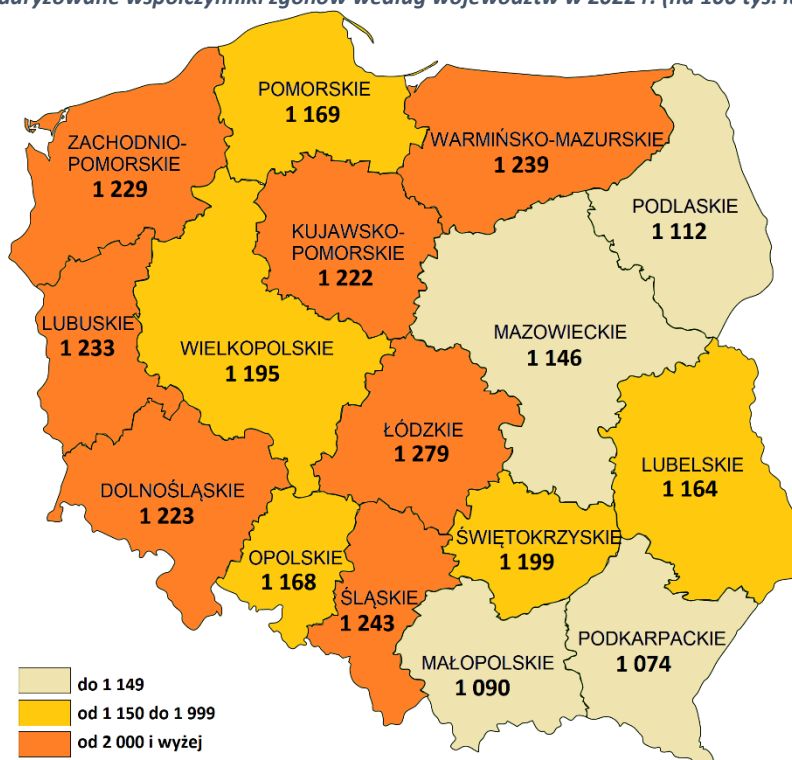 współczynniki zgonów według województw w 2022 r. (na 100 tys.
POMORSKIE
1 169
ZACHODNIO-
POMORSKIE
1 229
WARMIŃSKO-MAZURSKIE
1 239
PODLASKIE
1 112
KUJAWSKO-
POMORSKIE
1 222
LUBUSKIE
1 233
WIELKOPOLSKIE
1 195
MAZOWIECKIE
1 146
ŁÓDZKIE
1 279
LUBELSKIE
1 164
DOLNOŚLĄSKIE
1 223
OPOLSKIE
1 168
ŚWIĘTOKRZYSKIE
1 199
ŚLĄSKIE
1 243
MAŁOPOLSKIE
1 090
PODKARPACKIE
1 074
do 1 149
od 1 150 do 1 999
od 2 000 i wyżej